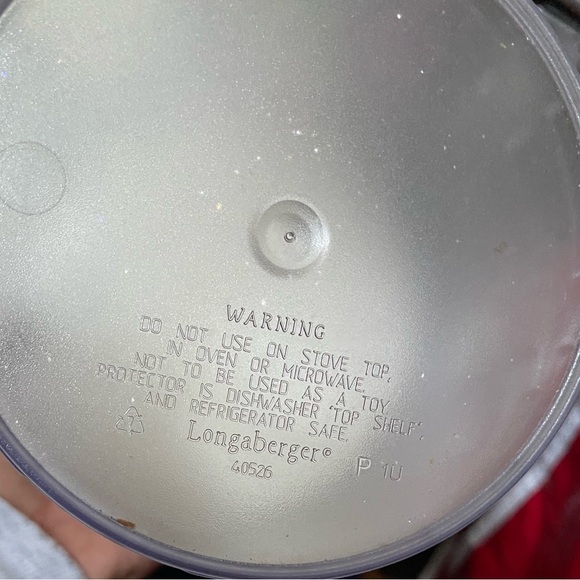 WARNING
DO NOT USE ON STOVE TOP,
IN OVEN OR MICROWAVE.
NOT TO BE USED AS A TOY
PROTECTOR IS DISHWASHER "TOP SHELF",
AND REFRIGERATOR SAFE.
Longaberger®
40526
P 10